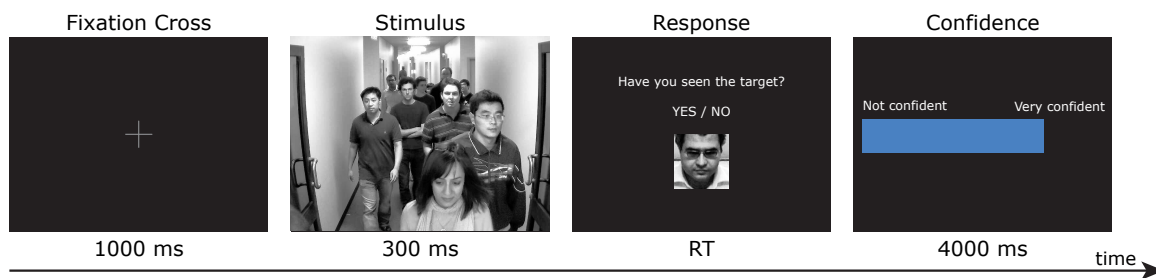 Fixation Cross
Stimulus
Response
Confidence
Have you seen the target?
YES / NO
Not confident
Very confident
1000 ms
300 ms
RT
4000 ms
time